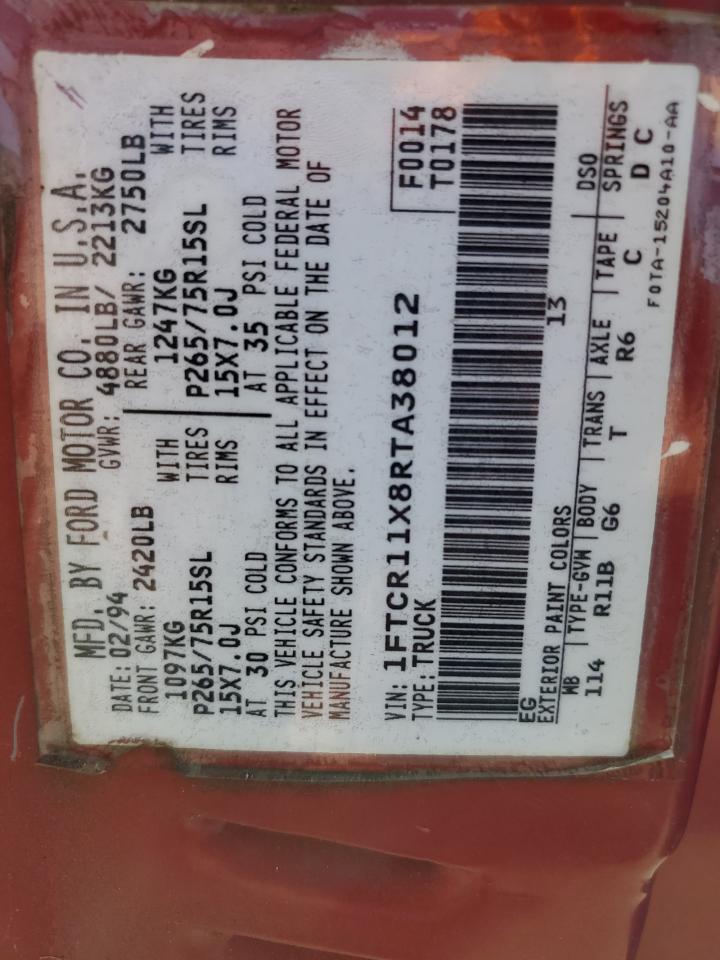 MFD. BY FORD MOTOR CO. IN U.S.A.
DATE: 02/94 GVWR: 4880LB/ 2213KG
FRONT GAWR: 2420LB REAR GAWR: 2750LB
1097KG WITH 1247KG WITH
P265/75R15SL TIRES P265/75R15SL TIRES
15X7.0J RIMS 15X7.0J RIMS
AT 30 PSI COLD AT 35 PSI COLD
THIS VEHICLE CONFORMS TO ALL APPLICABLE FEDERAL MOTOR
VEHICLE SAFETY STANDARDS IN EFFECT ON THE DATE OF
MANUFACTURE SHOWN ABOVE.
VIN: 1FTCR11X8RTA38012 F0014
TYPE: TRUCK T0178
EG 13
EXTERIOR PAINT COLORS DSO
WB TYPE-GVW BODY TRANS AXLE TAPE SPRINGS
114 R11B G6 T R6 C D C
F0TA-15204A10-AA